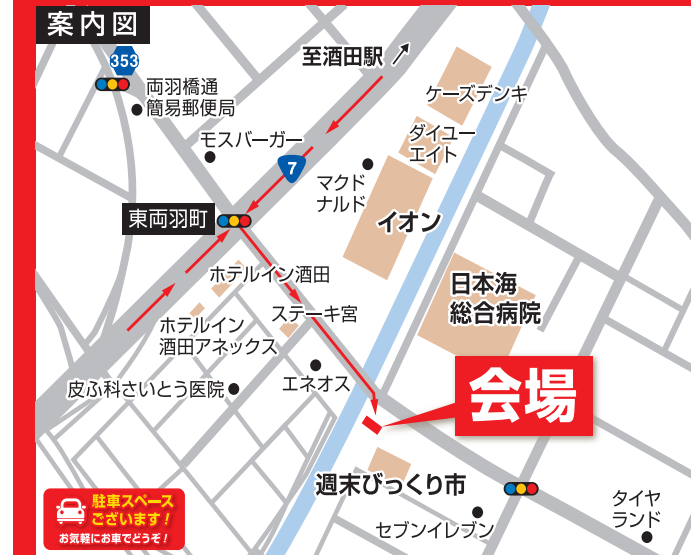 案内図
353
至酒田駅
両羽橋通
簡易郵便局
ケーズデンキ
モスバーガー
ダイユー
エイト
7
マクド
ナルド
東両羽町
イオン
ホテルイン酒田
日本海
総合病院
ステーキ宮
ホテルイン
酒田アネックス
エネオス
皮ふ科さいとう医院
会場
週末びっくり市
駐車スペース
ございます！
お気軽にお車でどうぞ！
セブンイレブン
タイヤ
ランド